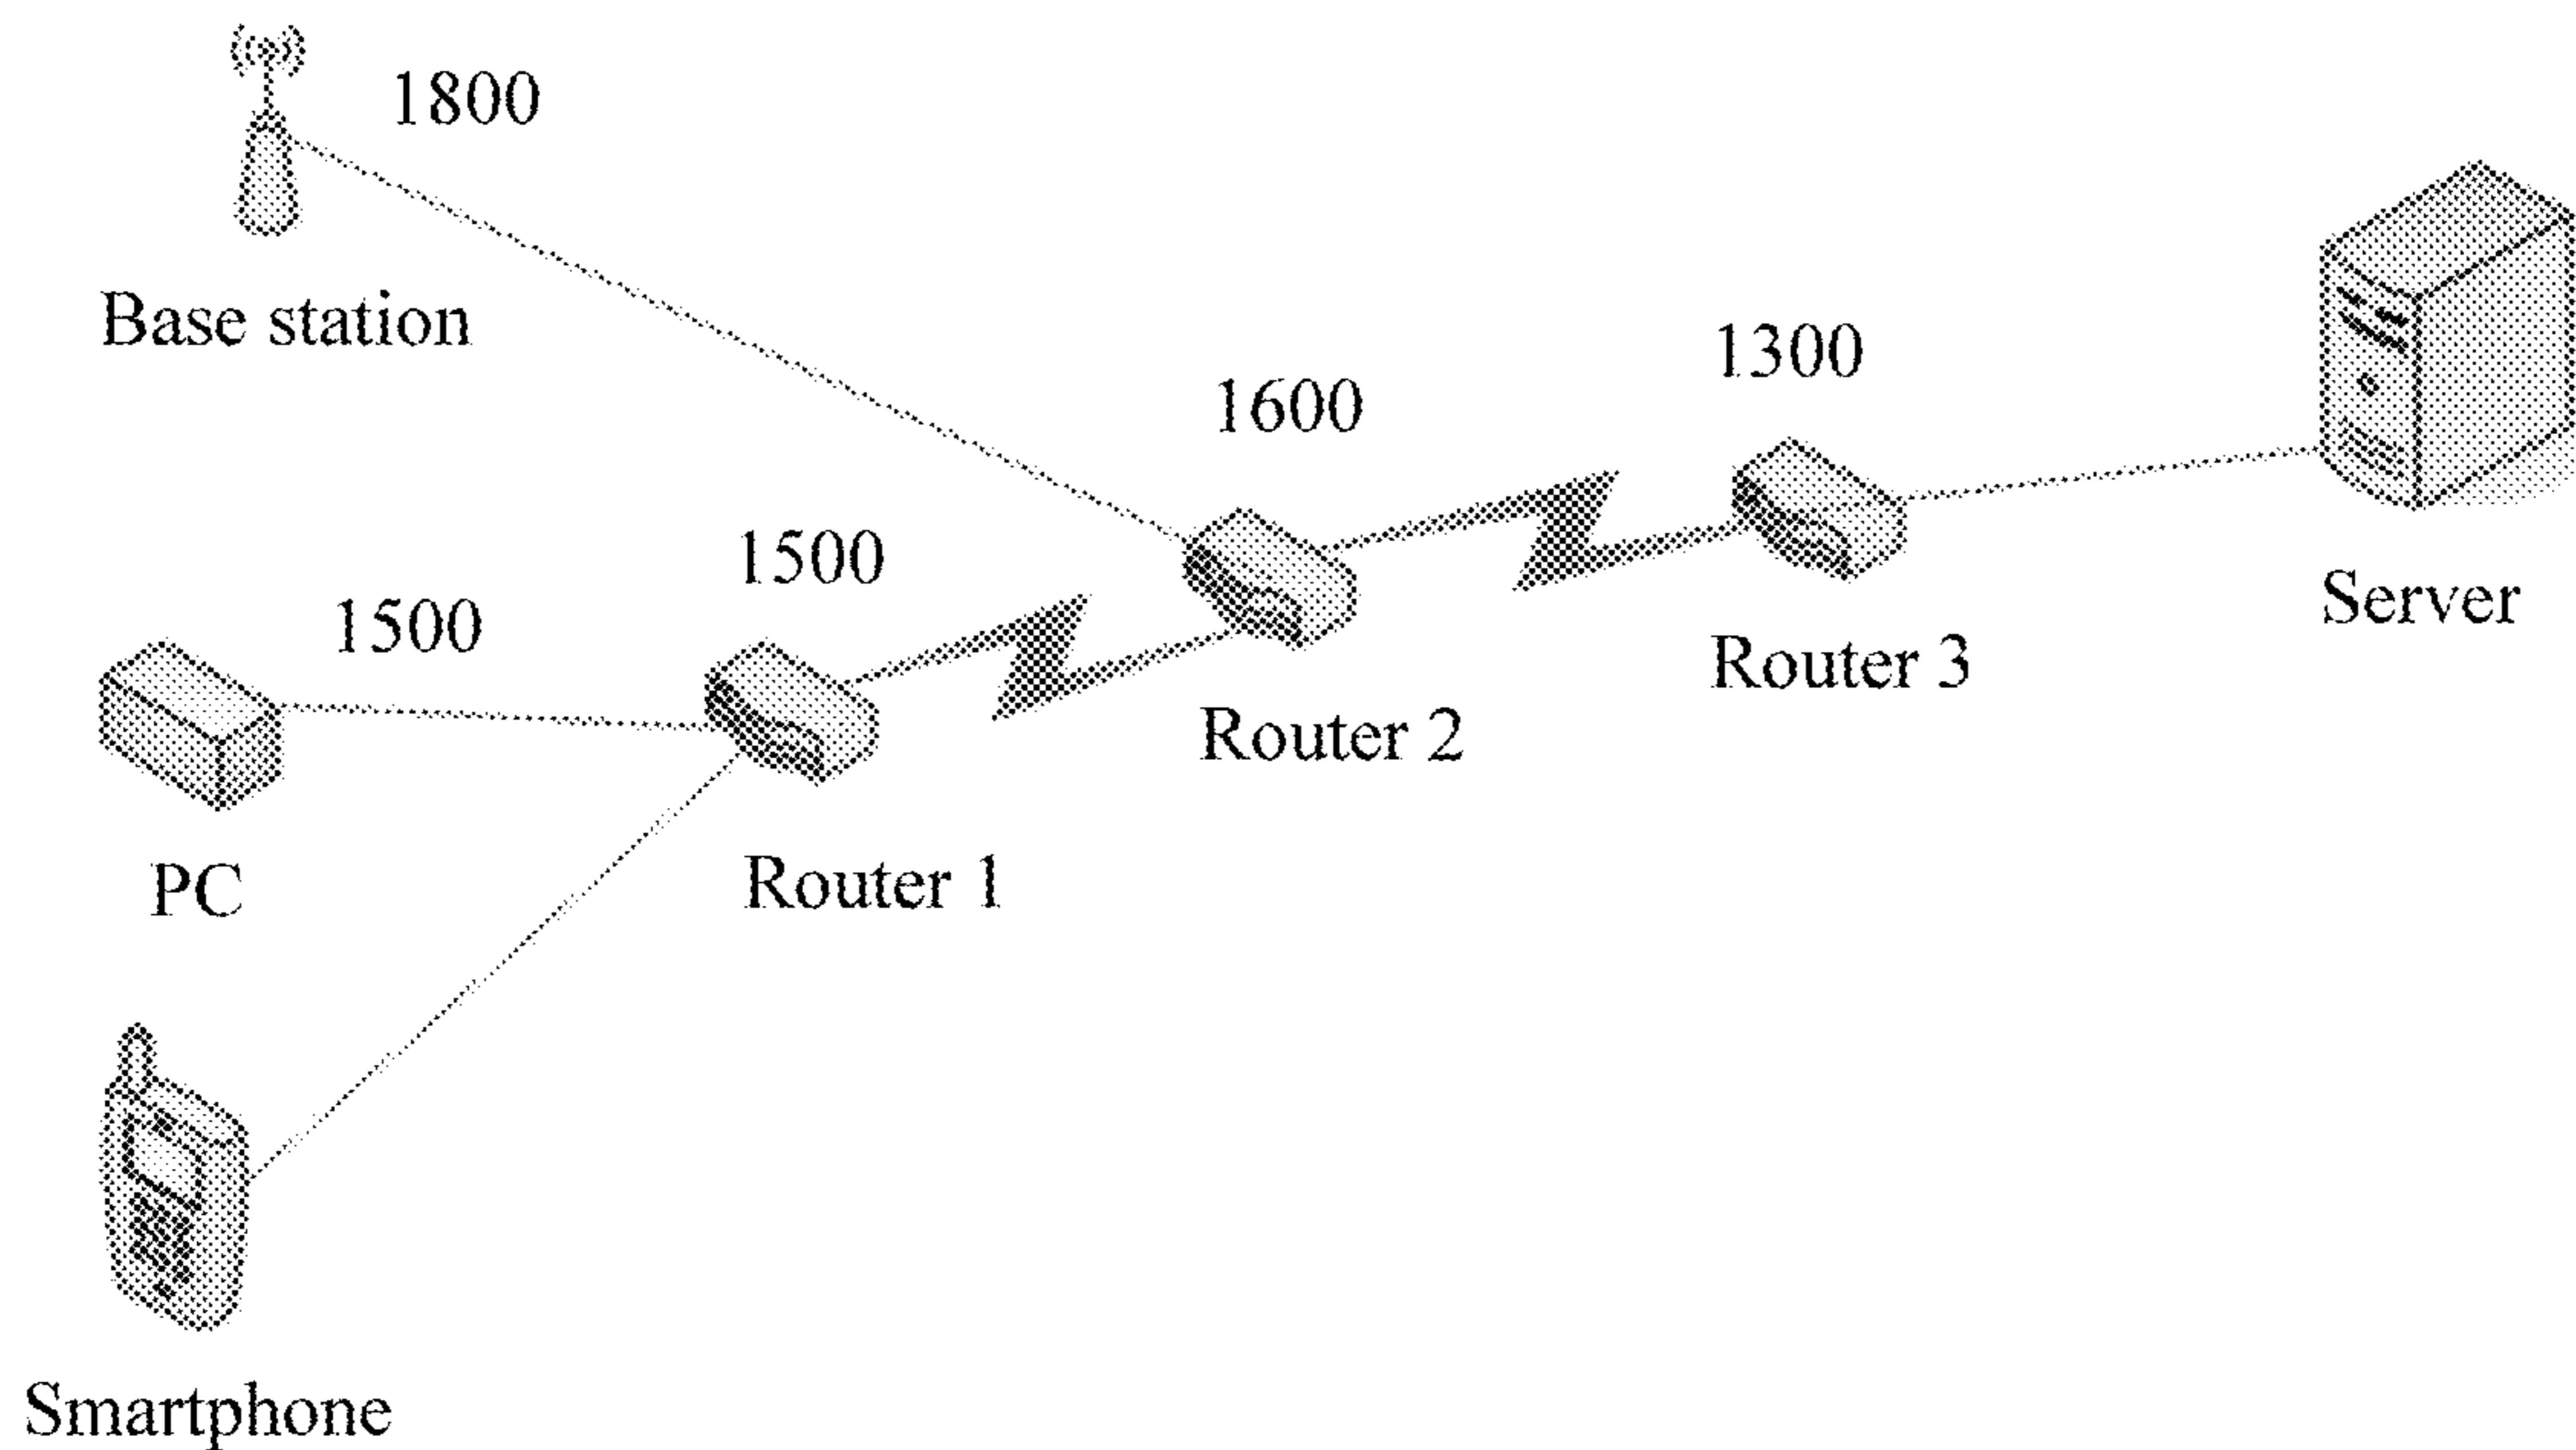 1800
Base station
1300
1600
1500
1500
Server
Router 3
Router 2
PC
Router 1
Smartphone